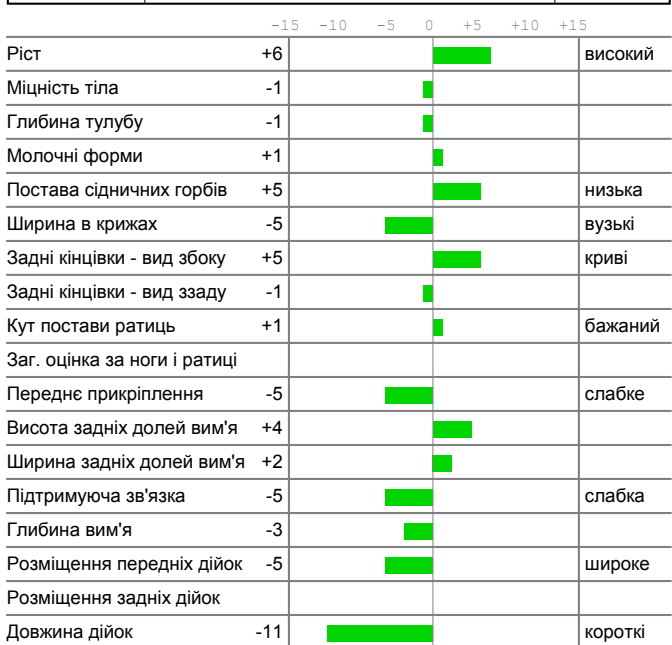 -15 -10 -5 0 +5 +10 +15
Ріст +6 високий
Міцність тіла -1
Глибина тулубу -1
Молочні форми +1
Постава сідничних горбів +5 низька
Ширина в крижах -5 вузькі
Задні кінцівки - вид збоку +5 криві
Задні кінцівки - вид ззаду -1
Кут постави ратиць +1 бажаний
Заг. оцінка за ноги і ратиці
Переднє прикріплення -5 слабке
Висота задніх долей вим'я +4
Ширина задніх долей вим'я +2
Підтримуюча зв'язка -5 слабка
Глибина вим'я -3
Розміщення передніх дійок -5 широке
Розміщення задніх дійок
Довжина дійок -11 короткі